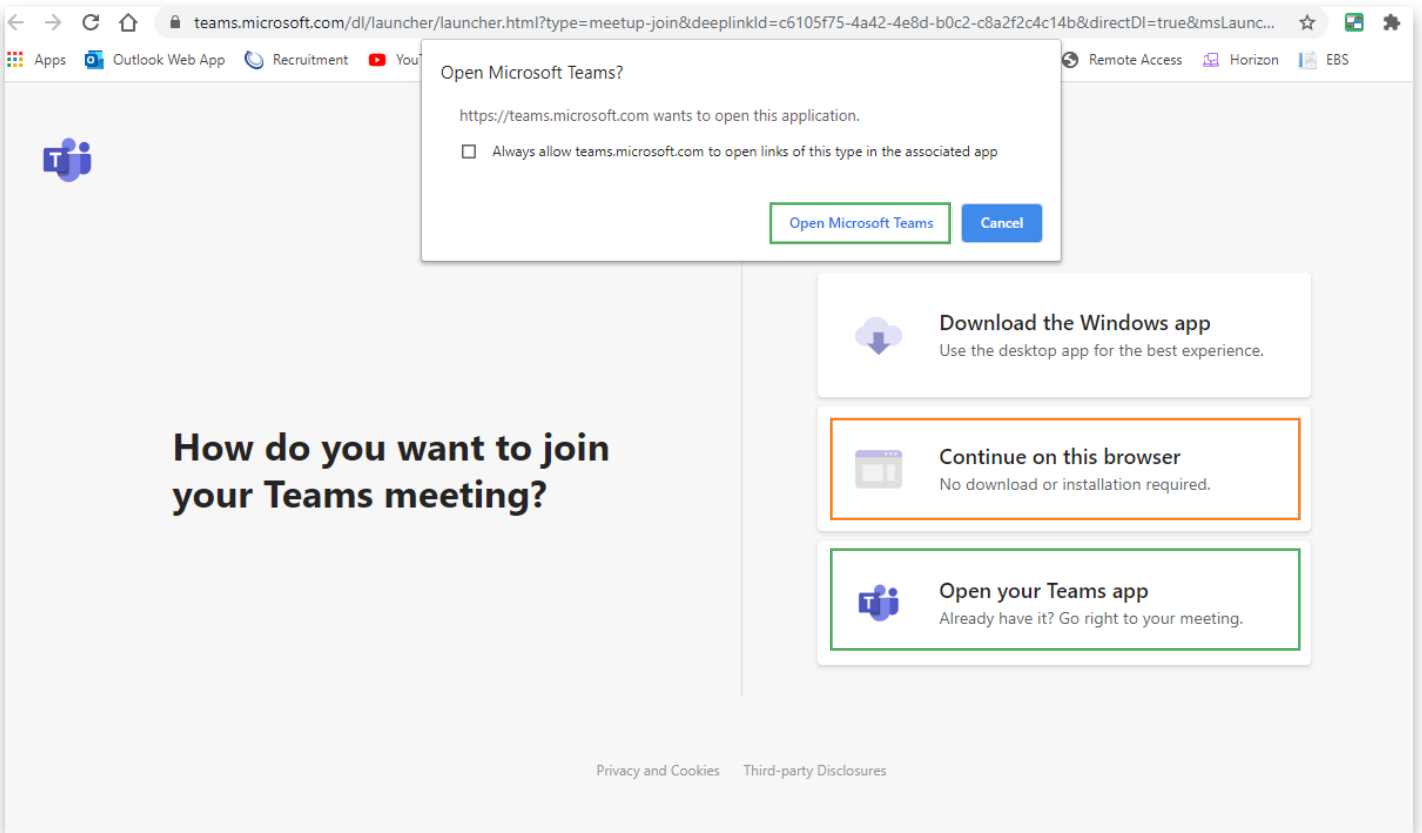 teams.microsoft.com/dl/launcher/launcher.html?type=meetup-join&deeplinkId=c6105f75-4a42-4e8d-b0c2-c8a2f2c4c14b&directDl=true&msLaunc...
Apps Outlook Web App Recruitment You Remote Access Horizon EBS
Open Microsoft Teams?
https://teams.microsoft.com wants to open this application.
Always allow teams.microsoft.com to open links of this type in the associated app
Open Microsoft Teams Cancel
T
How do you want to join
your Teams meeting?
Download the Windows app
Use the desktop app for the best experience.
Continue on this browser
No download or installation required.
T
Open your Teams app
Already have it? Go right to your meeting.
Privacy and Cookies Third-party Disclosures